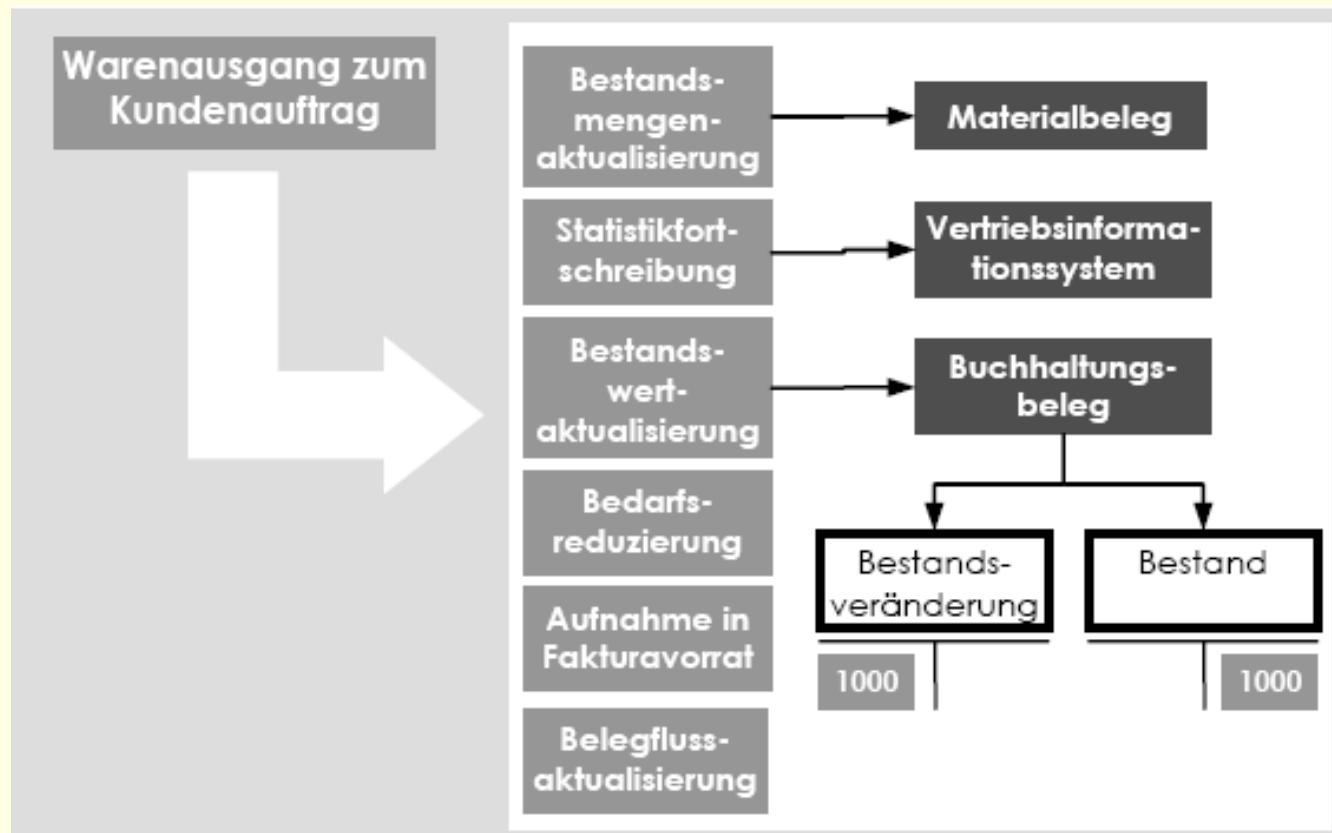 Warenausgang zum
Kundenauftrag
Bestands-
mengen-
aktualisierung
Materialbeleg
Statistikfort-
schreibung
Vertriebsinforma-
tionssystem
Bestands-
wert-
aktualisierung
Buchhaltungs-
beleg
Bedarfs-
reduzierung
Bestands-
veränderung
Bestand
Aufnahme in
Fakturavorrat
1000
1000
Belegfluss-
aktualisierung